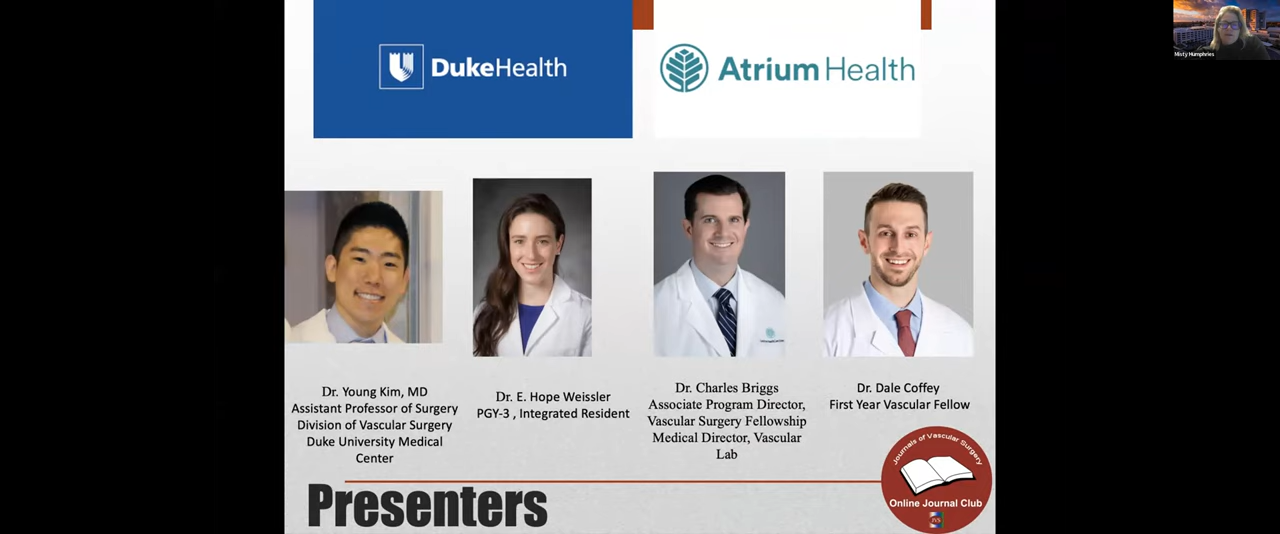 DukeHealth
Atrium Health
Misty Humphries
Dr. Young Kim, MD
Assistant Professor of Surgery
Division of Vascular Surgery
Duke University Medical
Center
Dr. E. Hope Weissler
PGY-3 , Integrated Resident
Dr. Charles Briggs
Associate Program Director,
Vascular Surgery Fellowship
Medical Director, Vascular
Lab
Dr. Dale Coffey
First Year Vascular Fellow
Presenters
Journals of Vascular Surgery
Online Journal Club
JVS